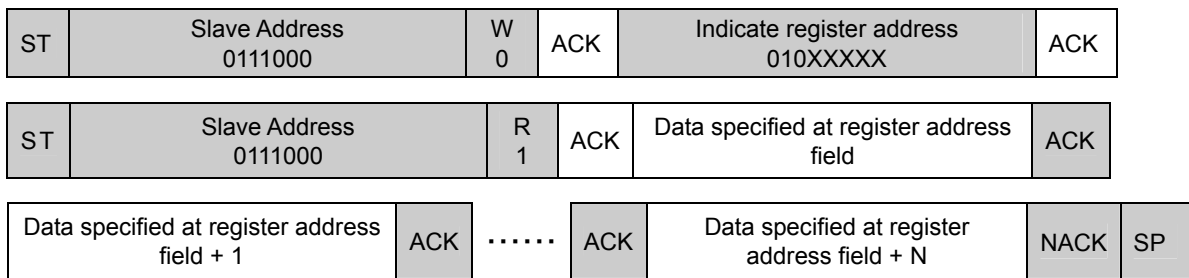 ST Slave Address W ACK Indicate register address ACK
0111000 0 010XXXXX
ST Slave Address R ACK Data specified at register address ACK
0111000 1 field
Data specified at register address ACK ...... ACK Data specified at register NACK SP
field + 1 address field + N